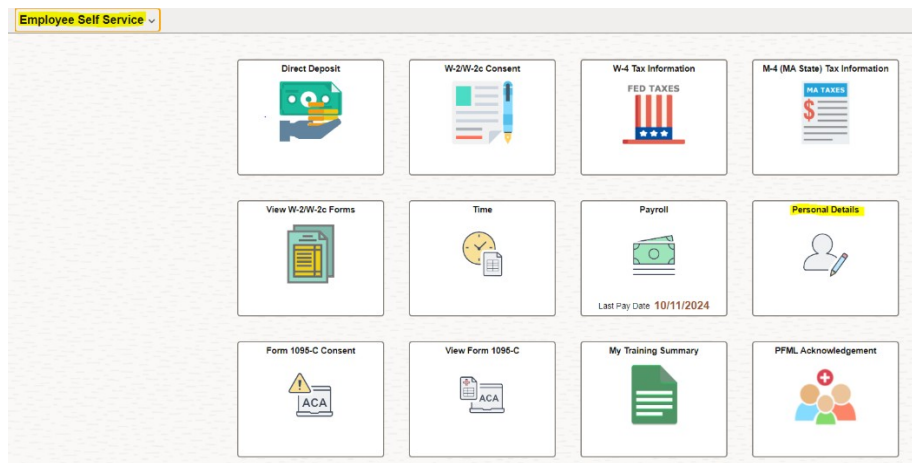 Employee Self Service
Direct Deposit
W-2/W-2c Consent
W-4 Tax Information
FED TAXES
M-4 (MA State) Tax Information
MA TAXES
$
View W-2/W-2c Forms
Time
Payroll
Last Pay Date 10/11/2024
Personal Details
Form 1095-C Consent
ACA
View Form 1095-C
ACA
My Training Summary
PFML Acknowledgement